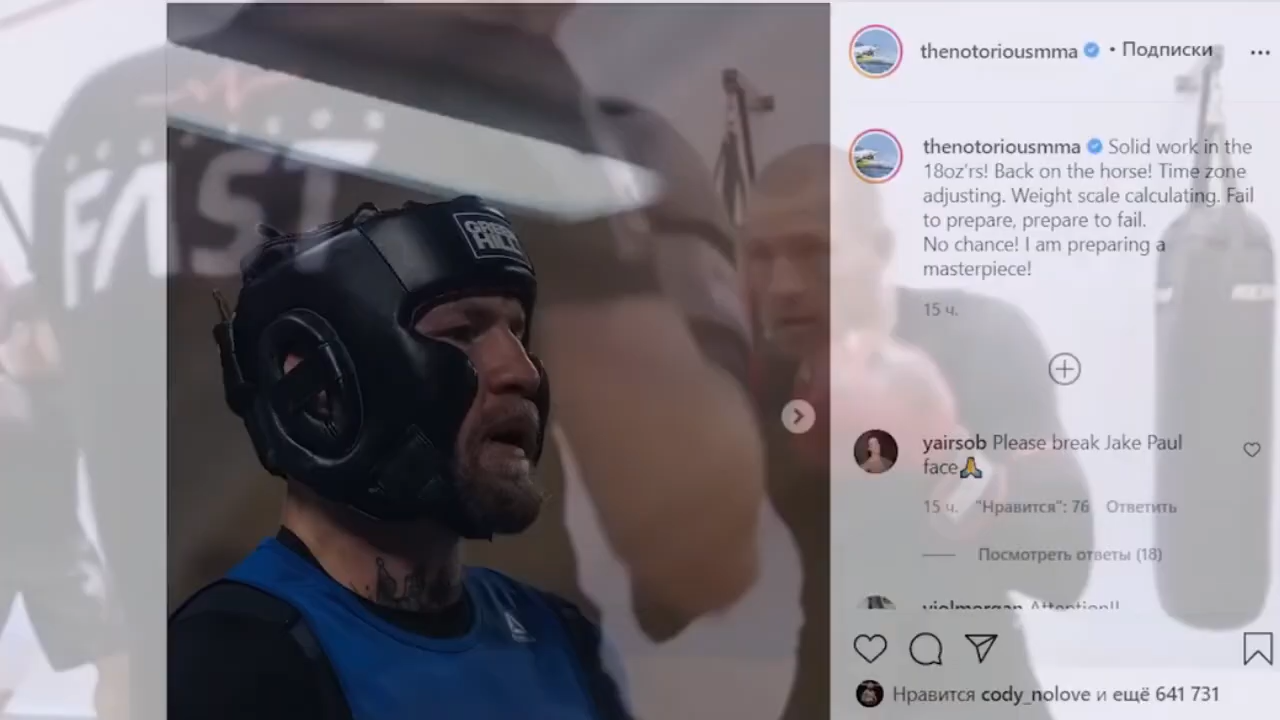 thenotoriousmma • Подписки
thenotoriousmma Solid work in the
18oz'rs! Back on the horse! Time zone
adjusting. Weight scale calculating. Fail
to prepare, prepare to fail.
No chance! I am preparing a
masterpiece!
15 ч.
yairsob Please break Jake Paul
face🙏
15 ч. "Нравится": 76 Ответить
Посмотреть ответы (18)
Нравится cody_nolove и ещё 641 731
FAST
GREEN
HILL